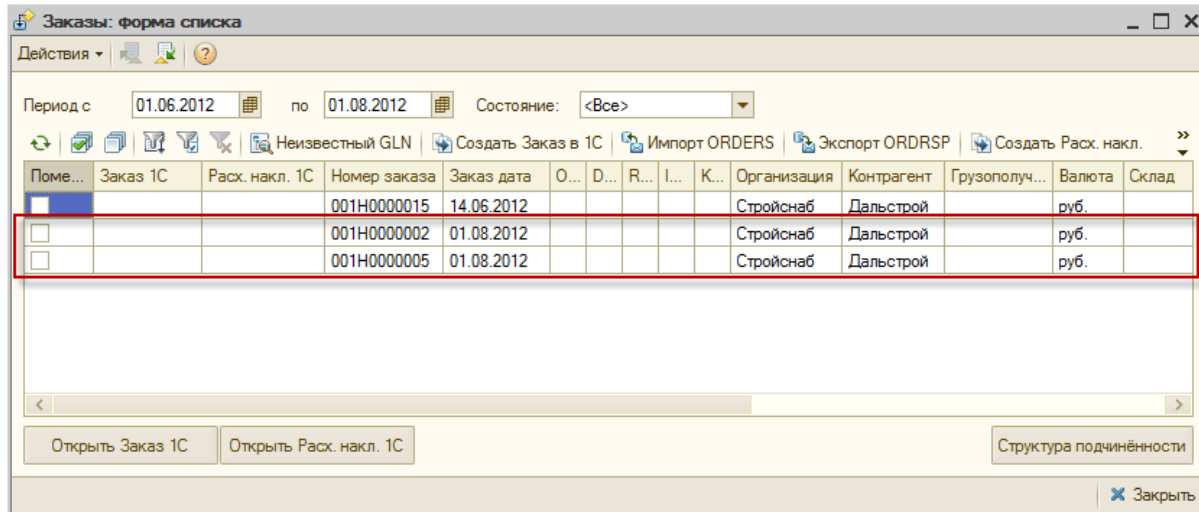 Заказы: форма списка
Действия
Период с 01.06.2012 по 01.08.2012 Состояние: <Все>
Неизвестный GLN Создать Заказ в 1С Импорт ORDERS Экспорт ORDRSP Создать Расх. накл.
Поме... Заказ 1С Расх. накл. 1С Номер заказа Заказ дата O... D... R... I... К... Организация Контрагент Грузополуч... Валюта Склад
001Н0000015 14.06.2012 Стройснаб Дальстрой руб.
001Н0000002 01.08.2012 Стройснаб Дальстрой руб.
001Н0000005 01.08.2012 Стройснаб Дальстрой руб.
Открыть Заказ 1С Открыть Расх. накл. 1С Структура подчинённости
Закрыть